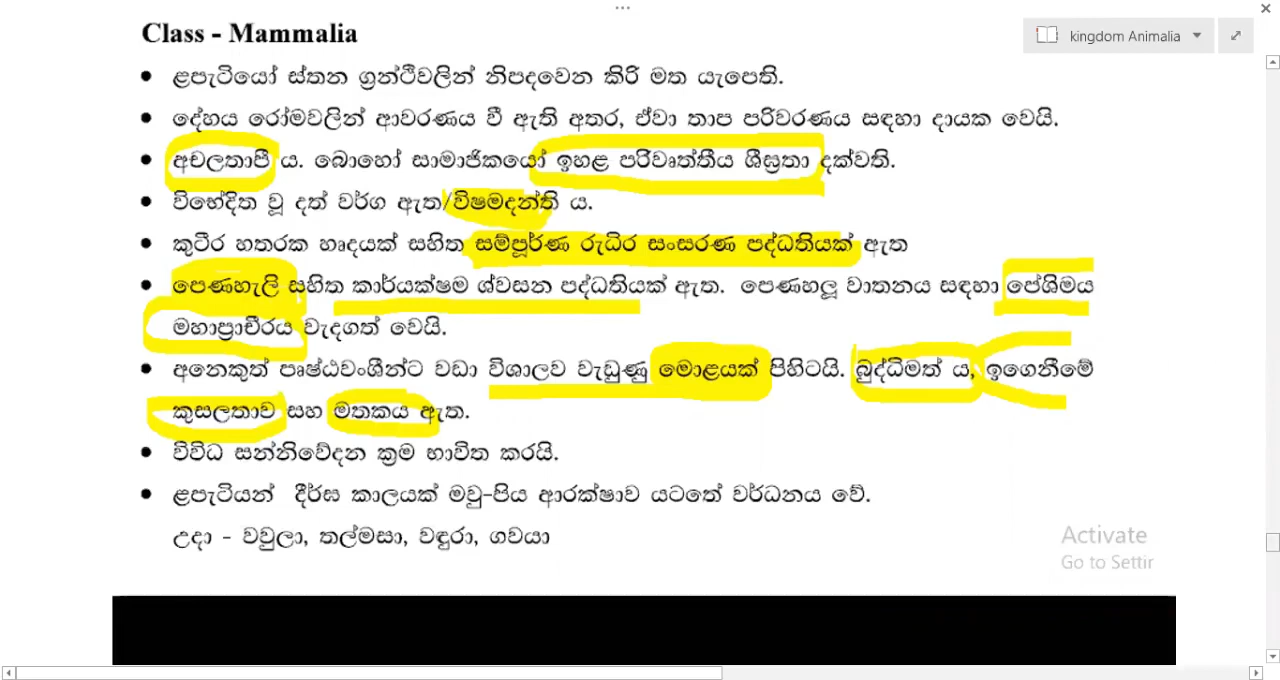 ...
kingdom Animalia
Class - Mammalia
• ළපැටියෝ ස්තන ග්‍රන්ථිවලින් නිපදවෙන කිරි මත යැපෙති.
• දේහය රෝමවලින් ආවරණය වී ඇති අතර, ඒවා තාප පරිවරණය සඳහා දායක වෙයි.
• අචලතාපී ය. බොහෝ සාමාජිකයෝ ඉහළ පරිවෘත්තීය ශීඝ්‍රතා දක්වති.
• විභේදිත වූ දත් වර්ග ඇත/විෂමදන්ති ය.
• කුටීර හතරක හෘදයක් සහිත සම්පූර්ණ රුධිර සංසරණ පද්ධතියක් ඇත
• පෙණහැලි සහිත කාර්යක්ෂම ශ්වසන පද්ධතියක් ඇත. පෙණහලූ වාතනය සඳහා පේශිමය
මහාප්‍රාචීරය වැදගත් වෙයි.
• අනෙකුත් පෘෂ්ඨවංශීන්ට වඩා විශාලව වැඩුණු මොළයක් පිහිටයි. බුද්ධිමත් ය, ඉගෙනීමේ
කුසලතාව සහ මතකය ඇත.
• විවිධ සන්නිවේදන ක්‍රම භාවිත කරයි.
• ළපැටියන් දීර්ඝ කාලයක් මවු-පිය ආරක්ෂාව යටතේ වර්ධනය වේ.
උදා - වවුලා, තල්මසා, වඳුරා, ගවයා
Activate
Go to Settir